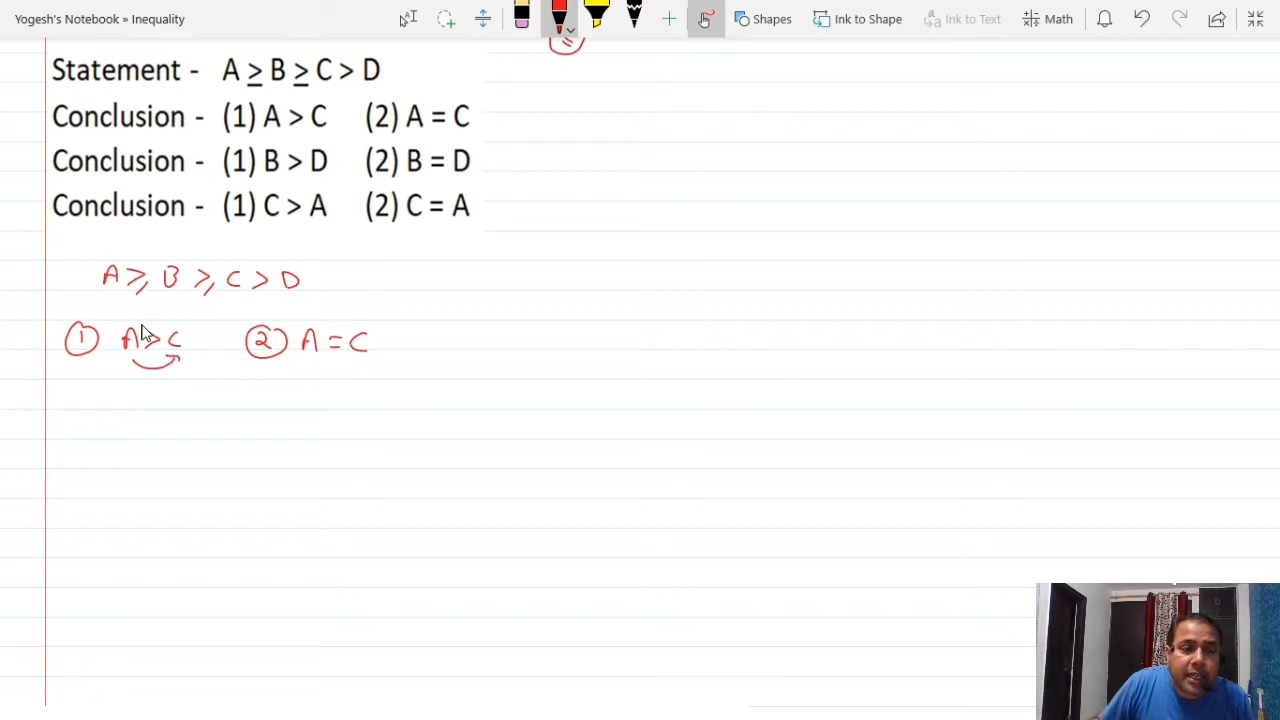 Yogesh's Notebook » Inequality
Shapes
Ink to Shape
Ink to Text
Math
Statement - A ≥ B ≥ C > D
Conclusion - (1) A > C (2) A = C
Conclusion - (1) B > D (2) B = D
Conclusion - (1) C > A (2) C = A
A ≥, B ≥, C > D
① A > C ② A = C